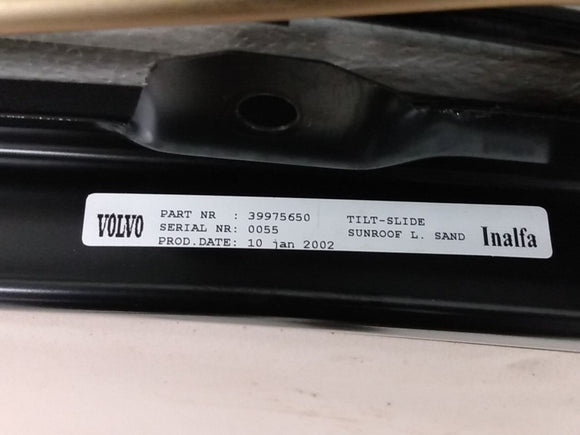 VOLVO
PART NR : 39975650
SERIAL NR: 0055
PROD.DATE: 10 jan 2002
TILT-SLIDE
SUNROOF L. SAND
Inalfa